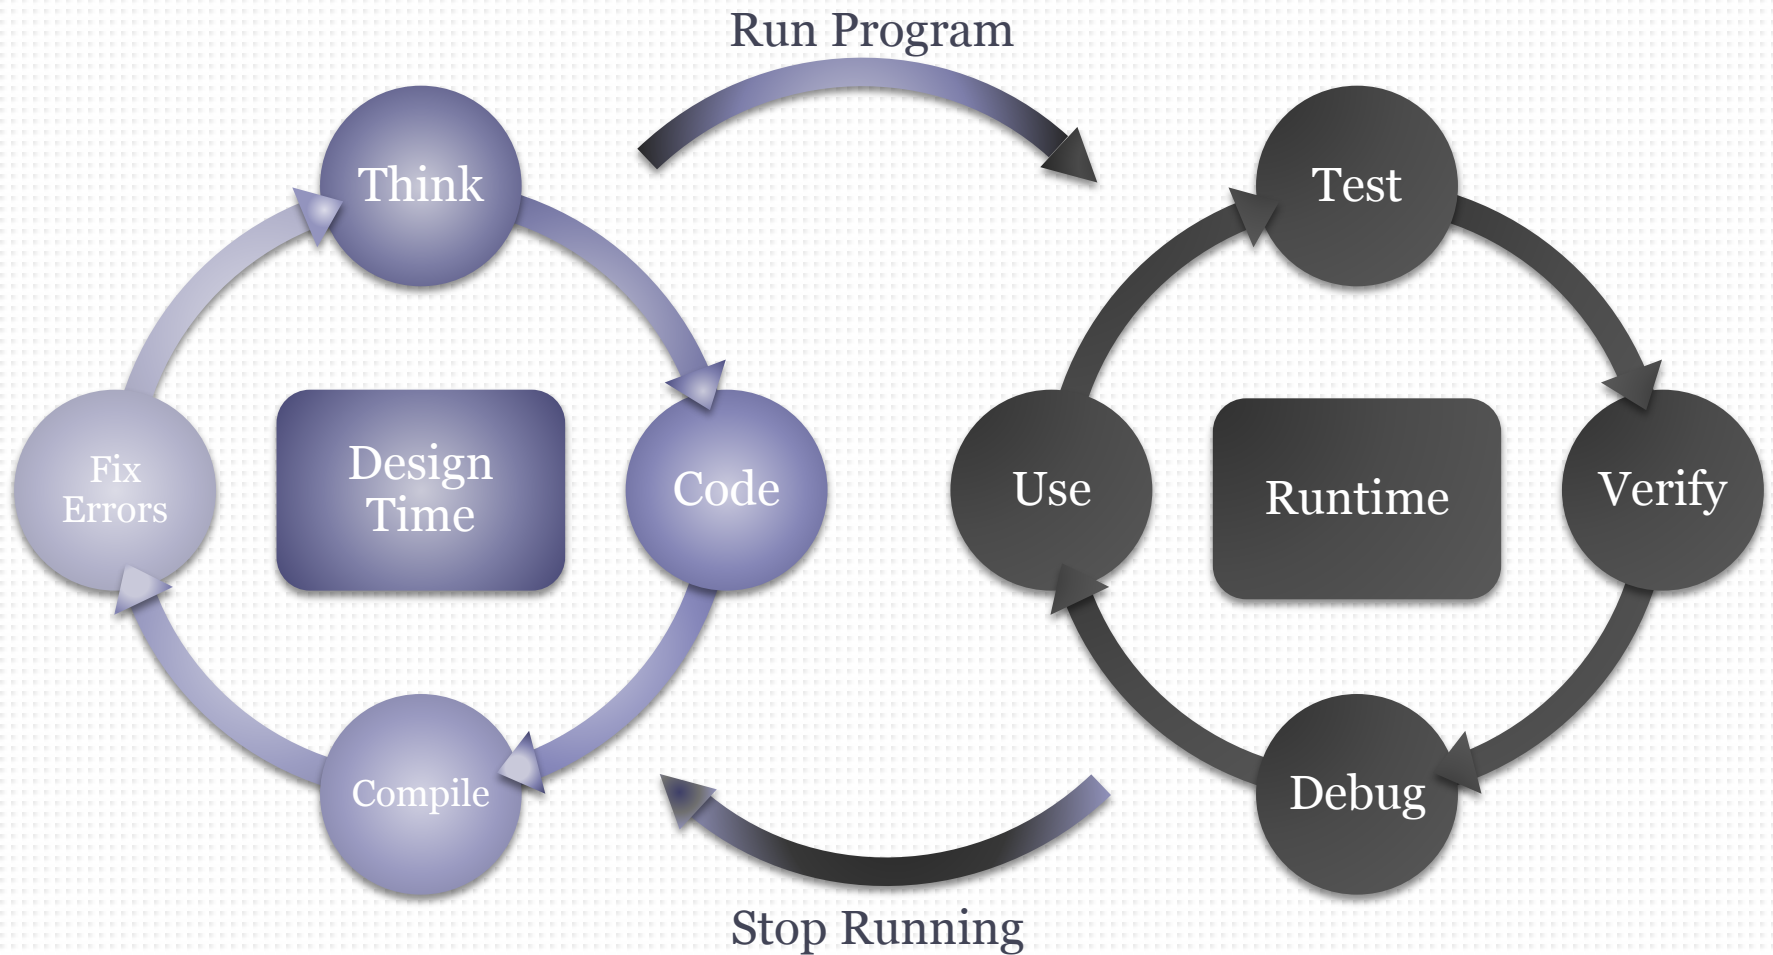 Run Program
Think
Test
Fix
Errors
Design
Time
Code
Use
Runtime
Verify
Compile
Debug
Stop Running